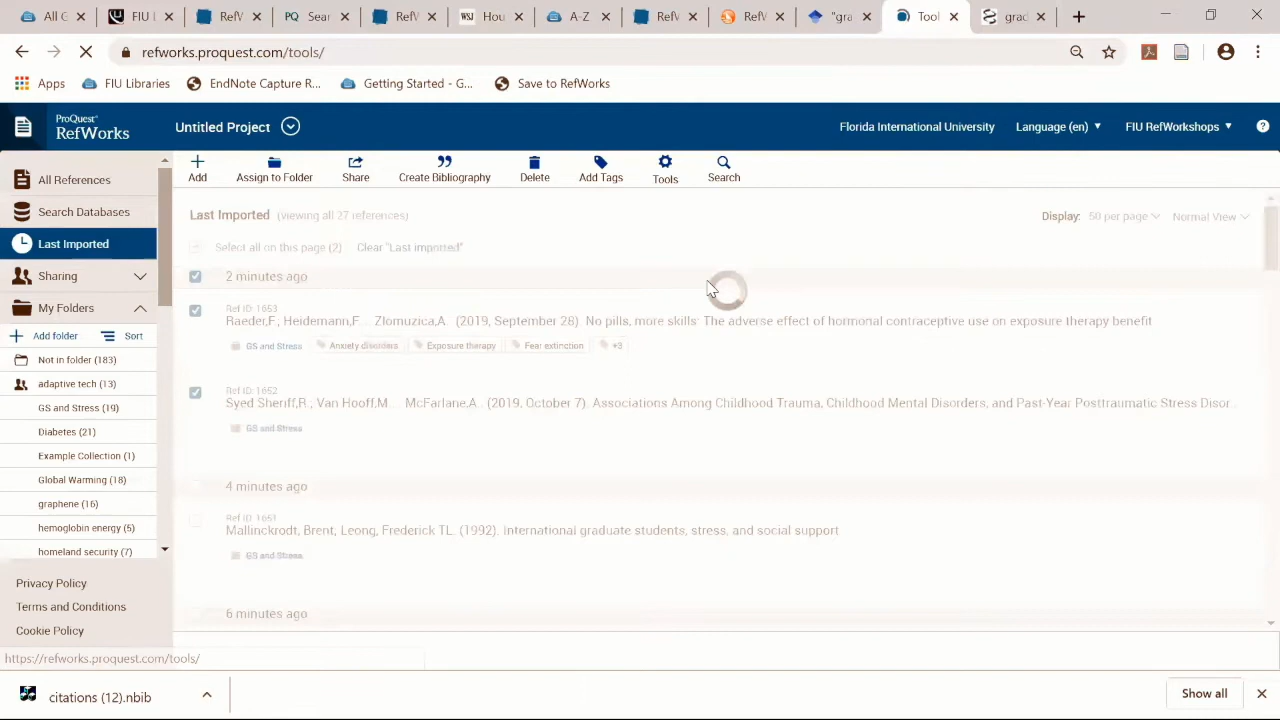 All C
FIU L
RefW
PQ Sear
RefW
WSJ Hou
A-Z
RefW
RefW
"gra
Tool
grad
refworks.proquest.com/tools/
Apps
FIU Libraries
EndNote Capture R...
Getting Started - G...
Save to RefWorks
ProQuest
RefWorks
Untitled Project
Florida International University
Language (en)
FIU RefWorkshops
All References
Search Databases
Last Imported
Sharing
My Folders
Add folder
Sort
Not in folder (183)
adaptive tech (13)
GS and Stress (19)
Diabetes (21)
Example Collection (1)
Global Warming (18)
graphene (16)
hemoglobin energy (5)
homeland security (7)
Privacy Policy
Terms and Conditions
Cookie Policy
Add
Assign to Folder
Share
Create Bibliography
Delete
Add Tags
Tools
Search
Last Imported (viewing all 27 references)
Display: 50 per page
Normal View
Select all on this page (2)
Clear "Last imported"
2 minutes ago
Ref ID: 1653
Raeder,F.; Heidemann,F.... Zlomuzica,A.. (2019, September 28). No pills, more skills: The adverse effect of hormonal contraceptive use on exposure therapy benefit
GS and Stress
Anxiety disorders
Exposure therapy
Fear extinction
+3
Ref ID: 1652
Syed Sheriff,R.; Van Hooff,M.... McFarlane,A.. (2019, October 7). Associations Among Childhood Trauma, Childhood Mental Disorders, and Past-Year Posttraumatic Stress Disor...
GS and Stress
4 minutes ago
Ref ID: 1651
Mallinckrodt, Brent, Leong, Frederick TL. (1992). International graduate students, stress, and social support
GS and Stress
6 minutes ago
https://refworks.proquest.com/tools/
citations (12).nbib
Show all